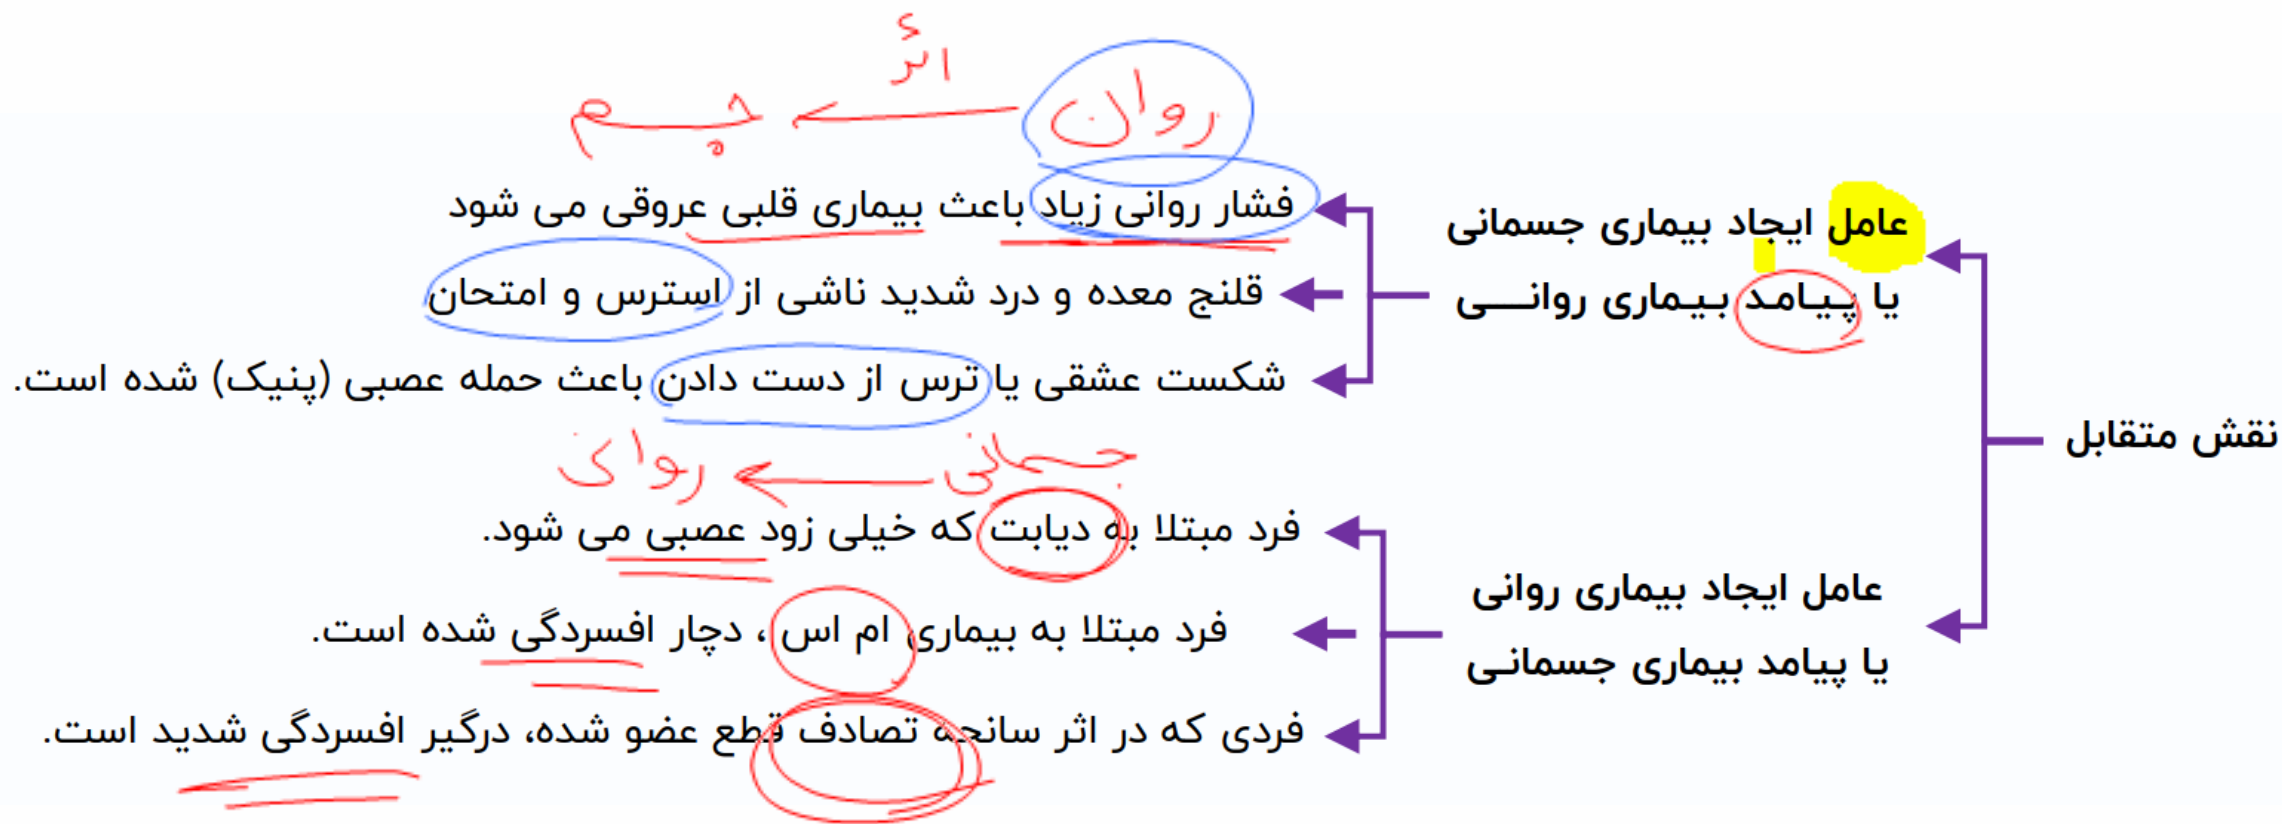 نقش متقابل
عامل ایجاد بیماری جسمانی
یا پیامد بیماری روانی
روان ← اثر جسم
فشار روانی زیاد باعث بیماری قلبی عروقی می شود
قلنج معده و درد شدید ناشی از استرس و امتحان
شکست عشقی یا ترس از دست دادن باعث حمله عصبی (پنیک) شده است.
عامل ایجاد بیماری روانی
یا پیامد بیماری جسمانی
جسمانی ← روانی
فرد مبتلا به دیابت که خیلی زود عصبی می شود.
فرد مبتلا به بیماری ام اس ، دچار افسردگی شده است.
فردی که در اثر سانحه تصادف قطع عضو شده، درگیر افسردگی شدید است.